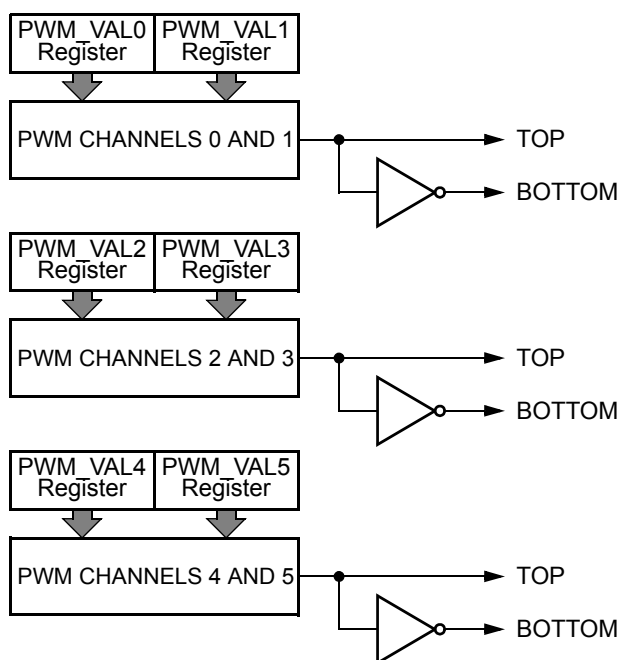 PWM_VAL0 PWM_VAL1
Register Register
PWM CHANNELS 0 AND 1 TOP
BOTTOM
PWM_VAL2 PWM_VAL3
Register Register
PWM CHANNELS 2 AND 3 TOP
BOTTOM
PWM_VAL4 PWM_VAL5
Register Register
PWM CHANNELS 4 AND 5 TOP
BOTTOM